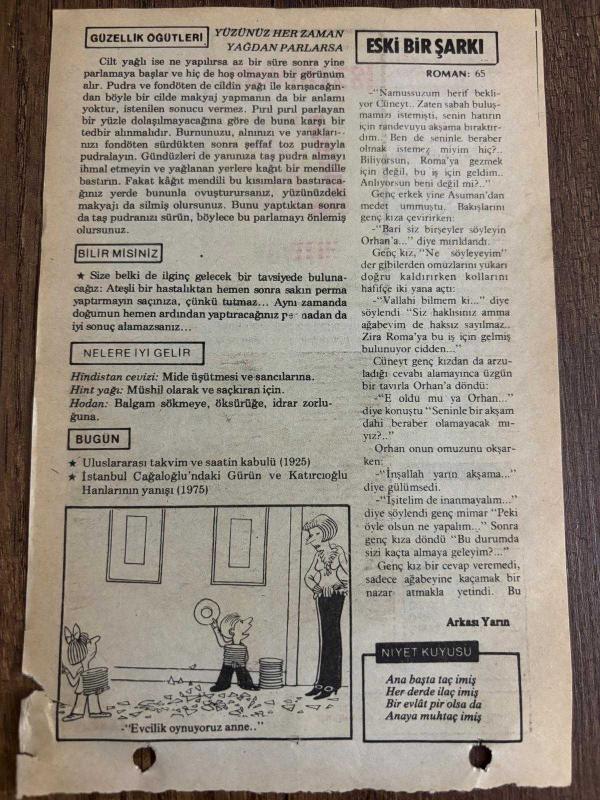 GÜZELLİK ÖĞÜTLERİ
YÜZÜNÜZ HER ZAMAN
YAĞDAN PARLARSA
Cilt yağlı ise ne yapılırsa az bir süre sonra yine
parlamaya başlar ve hiç de hoş olmayan bir görünüm
alır. Pudra ve fondöten de cildin yağı ile karışacağın-
dan böyle bir cilde makyaj yapmanın da bir anlamı
yoktur, istenilen sonucu vermez. Pırıl pırıl parlayan
bir yüzle dolaşılmayacağına göre de buna karşı bir
tedbir alınmalıdır. Burnunuzu, alnınızı ve yanakları-
nızı fondöten sürdükten sonra şeffaf toz pudrayla
pudralayın. Gündüzleri de yanınıza taş pudra almayı
ihmal etmeyin ve yağlanan yerlere kağıt bir mendille
bastırın. Fakat kâğıt mendili bu kısımlara bastıraca-
ğınız yerde bununla ovuşturursanız, yüzünüzdeki
makyajı da silmiş olursunuz. Bunu yaptıktan sonra
da taş pudranızı sürün, böylece bu parlamayı önlemiş
olursunuz.
BİLİR MİSİNİZ
★ Size belki de ilginç gelecek bir tavsiyede buluna-
cağız: Ateşli bir hastalıktan hemen sonra sakın perma
yaptırmayın saçınıza, çünkü tutmaz... Aynı zamanda
doğumun hemen ardından yaptıracağınız permadan da
iyi sonuç alamazsanız...
NELERE İYİ GELİR
Hindistan cevizi: Mide üşütmesi ve sancılarına.
Hint yağı: Müshil olarak ve saçkıran için.
Hodan: Balgam sökmeye, öksürüğe, idrar zorlu-
ğuna.
BUGÜN
★ Uluslararası takvim ve saatin kabulü (1925)
★ İstanbul Cağaloğlu'ndaki Gürün ve Katırcıoğlu
Hanlarının yanışı (1975)
-"Evcilik oynuyoruz anne.."
ESKİ BİR ŞARKI
ROMAN: 65
-"Namussuzum herif bekli-
yor Cüneyt.. Zaten sabah buluş-
mamızı istemişti, senin hatırın
için randevuyu akşama bıraktır-
dım.. Ben de seninle beraber
olmak istemez miyim hiç?..
Biliyorsun, Roma'ya gezmek
için değil, bu iş için geldim..
Anlıyorsun beni değil mi?.."
Genç erkek yine Asuman'dan
medet ummuştu. Bakışlarını
genç kıza çevirirken:
-"Bari siz birşeyler söyleyin
Orhan'a..." diye mırıldandı.
Genç kız, "Ne söyleyeyim"
der gibilerden omuzlarını yukarı
doğru kaldırırken kollarını
hafifçe iki yana açtı:
-"Vallahi bilmem ki..." diye
söylendi "Siz haklısınız amma
ağabeyim de haksız sayılmaz..
Zira Roma'ya bu iş için gelmiş
bulunuyor cidden..."
Cüneyt genç kızdan da arzu-
ladığı cevabı alamayınca üzgün
bir tavırla Orhan'a döndü:
-"E oldu mu ya Orhan..."
diye konuştu "Seninle bir akşam
dahi beraber olamayacak mı-
yız?.."
Orhan onun omuzunu okşar-
ken:
-"İnşallah yarın akşama..."
diye gülümsedi.
-"İşitelim de inanmayalım..."
diye söylendi genç mimar "Peki
öyle olsun ne yapalım..." Sonra
genç kıza döndü "Bu durumda
sizi kaçta almaya geleyim?..."
Genç kız bir cevap veremedi,
sadece ağabeyine kaçamak bir
nazar atmakla yetindi. Bu
Arkası Yarın
NİYET KUYUSU
Ana başta taç imiş
Her derde ilaç imiş
Bir evlât pir olsa da
Anaya muhtaç imiş